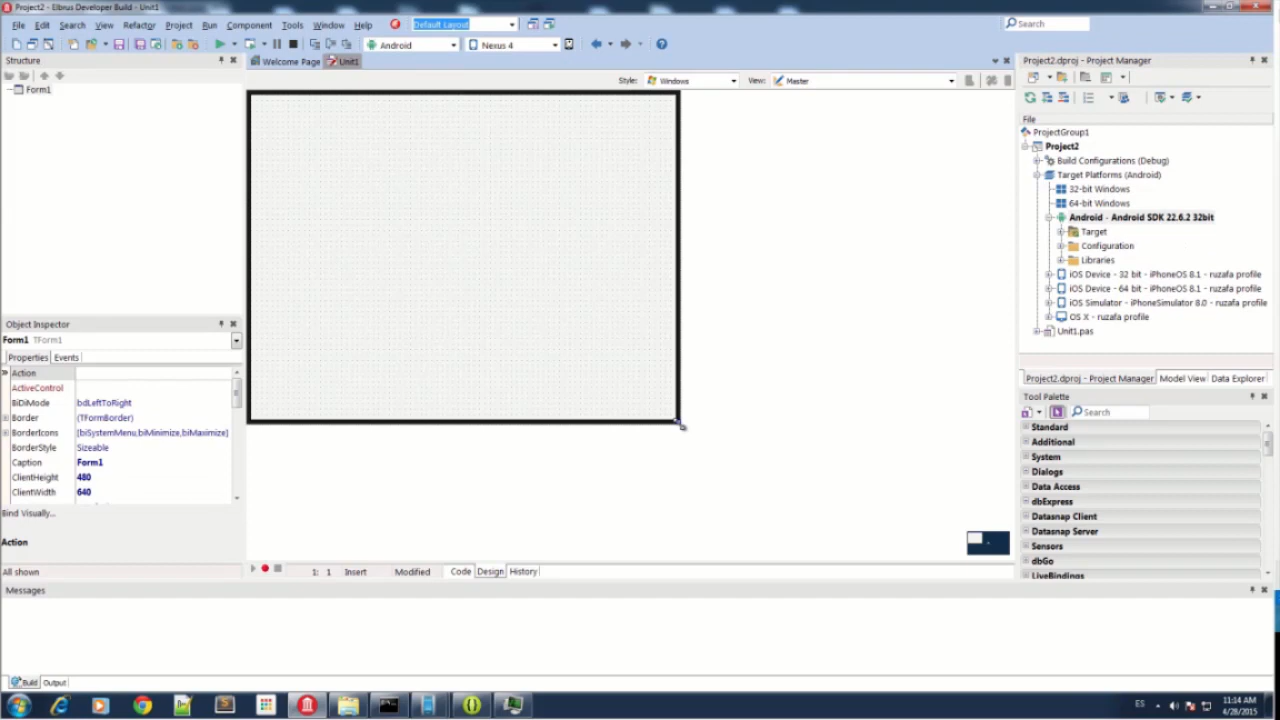 Project2 - Elbrus Developer Build - Unit1
File Edit Search View Refactor Project Run Component Tools Window Help
Default Layout
Search
Android
Nexus 4
Structure
Form1
Welcome Page
Unit1
Style:
Windows
View:
Master
Object Inspector
Form1 TForm1
Properties
Events
Action
ActiveControl
BiDiMode bdLeftToRight
Border (TFormBorder)
BorderIcons [biSystemMenu,biMinimize,biMaximize]
BorderStyle Sizeable
Caption Form1
ClientHeight 480
ClientWidth 640
Bind Visually...
Action
All shown
1: 1
Insert
Modified
Code
Design
History
Project2.dproj - Project Manager
File
ProjectGroup1
Project2
Build Configurations (Debug)
Target Platforms (Android)
32-bit Windows
64-bit Windows
Android - Android SDK 22.6.2 32bit
Target
Configuration
Libraries
iOS Device - 32 bit - iPhoneOS 8.1 - ruzafa profile
iOS Device - 64 bit - iPhoneOS 8.1 - ruzafa profile
iOS Simulator - iPhoneSimulator 8.0 - ruzafa profile
OS X - ruzafa profile
Unit1.pas
Project2.dproj - Project Manager
Model View
Data Explorer
Tool Palette
Search
Standard
Additional
System
Dialogs
Data Access
dbExpress
Datasnap Client
Datasnap Server
Sensors
dbGo
LiveBindings
Messages
Build
Output
ES
11:14 AM
4/28/2015